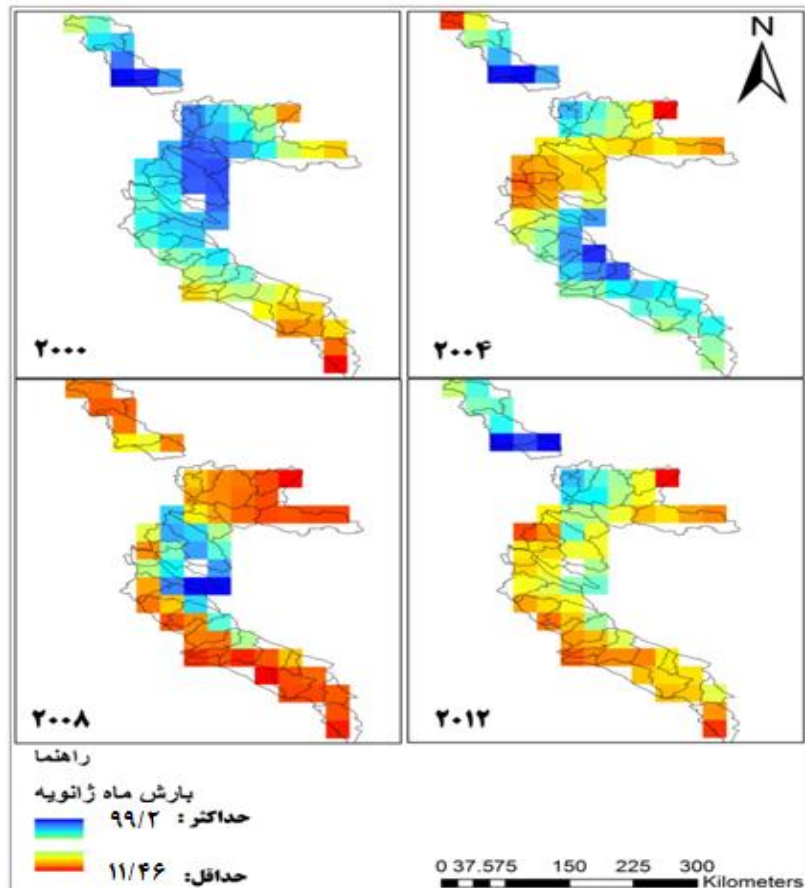 N
۲۰۰۰
۲۰۰۴
۲۰۰۸
۲۰۱۲
راهنما
بارش ماه ژانویه
حداکثر: ۹۹/۲
حداقل: ۱۱/۴۶
0 37.575 150 225 300
Kilometers